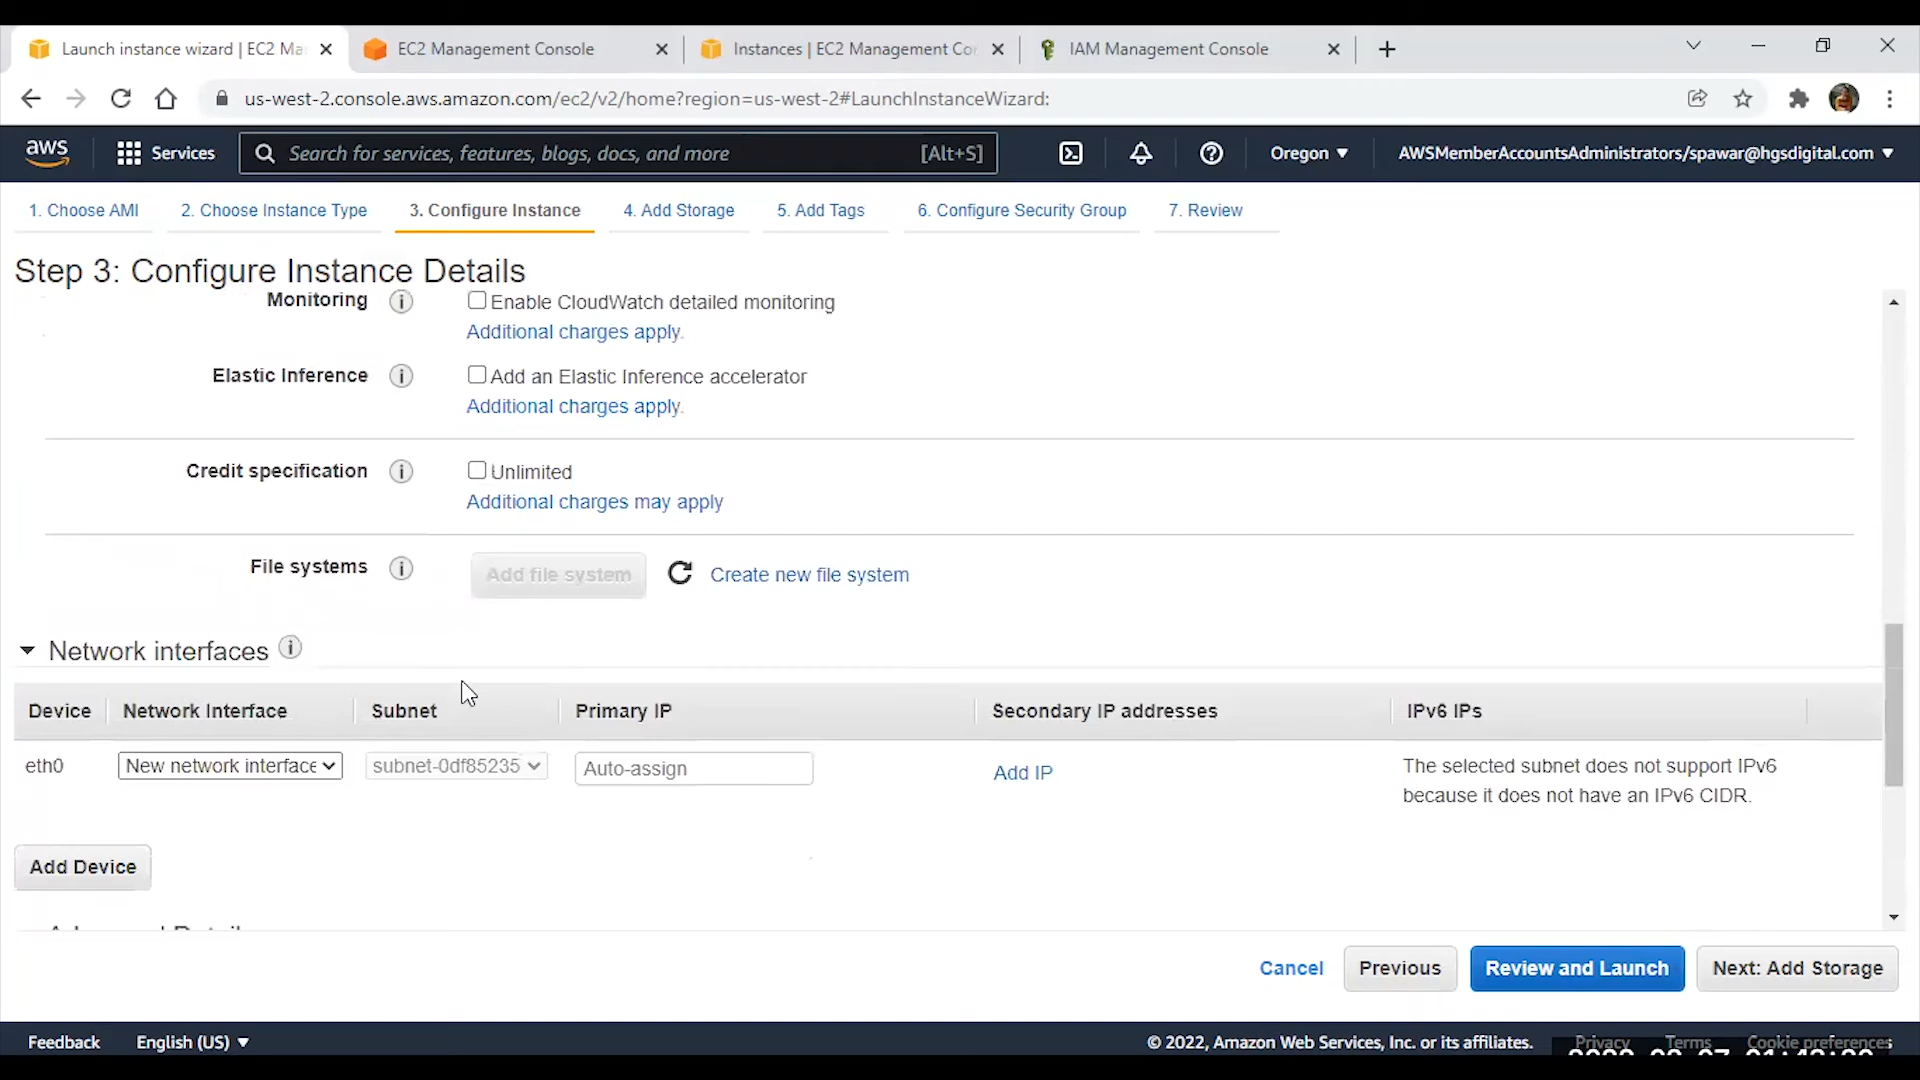 Launch instance wizard | EC2 Ma
EC2 Management Console
Instances | EC2 Management Co
IAM Management Console
us-west-2.console.aws.amazon.com/ec2/v2/home?region=us-west-2#LaunchInstanceWizard:
aws
Services
Search for services, features, blogs, docs, and more
[Alt+S]
Oregon
AWSMemberAccountsAdministrators/spawar@hgsdigital.com
1. Choose AMI
2. Choose Instance Type
3. Configure Instance
4. Add Storage
5. Add Tags
6. Configure Security Group
7. Review
Step 3: Configure Instance Details
Monitoring
Enable CloudWatch detailed monitoring
Additional charges apply.
Elastic Inference
Add an Elastic Inference accelerator
Additional charges apply.
Credit specification
Unlimited
Additional charges may apply
File systems
Add file system
Create new file system
Network interfaces
Device
Network Interface
Subnet
Primary IP
Secondary IP addresses
IPv6 IPs
eth0
New network interface
subnet-0df85235
Auto-assign
Add IP
The selected subnet does not support IPv6
because it does not have an IPv6 CIDR.
Add Device
Cancel
Previous
Review and Launch
Next: Add Storage
Feedback
English (US)
© 2022, Amazon Web Services, Inc. or its affiliates.
Privacy
Terms
Cookie preferences